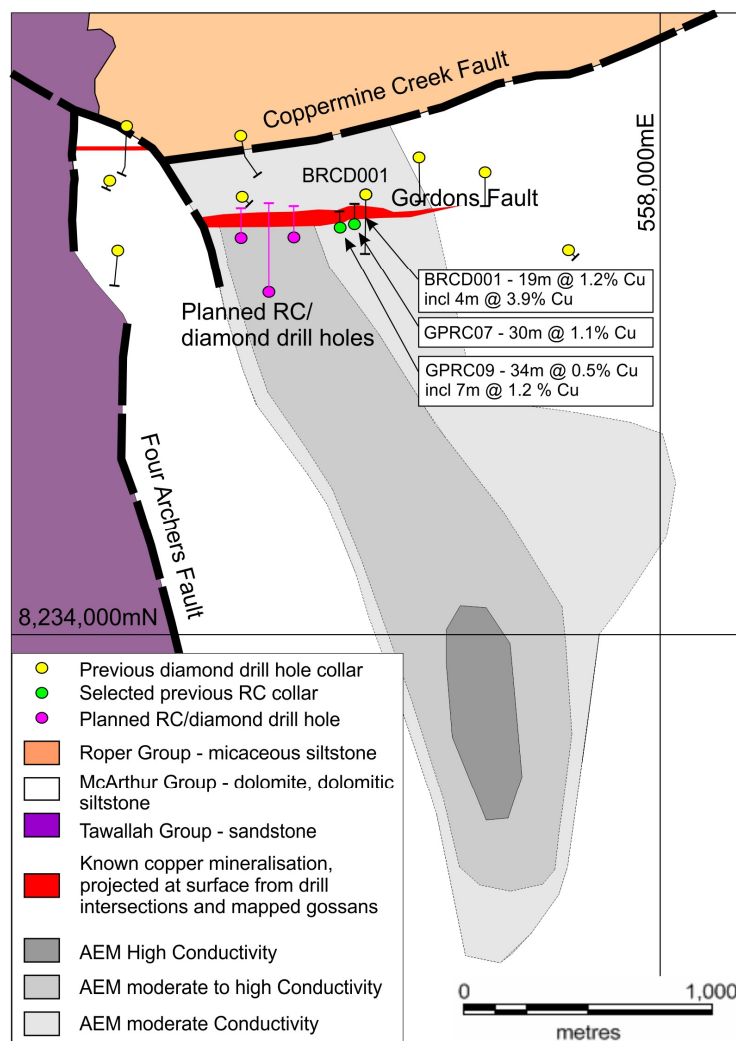 Coppermine Creek Fault
558,000mE
BRCD001
Gordons Fault
BRCD001 - 19m @ 1.2% Cu
incl 4m @ 3.9% Cu
GPRC07 - 30m @ 1.1% Cu
GPRC09 - 34m @ 0.5% Cu
incl 7m @ 1.2 % Cu
Planned RC/
diamond drill holes
Four Archers Fault
8,234,000mN
Previous diamond drill hole collar
Selected previous RC collar
Planned RC/diamond drill hole
Roper Group - micaceous siltstone
McArthur Group - dolomite, dolomitic
siltstone
Tawallah Group - sandstone
Known copper mineralisation,
projected at surface from drill
intersections and mapped gossans
AEM High Conductivity
AEM moderate to high Conductivity
AEM moderate Conductivity
0 1,000
metres